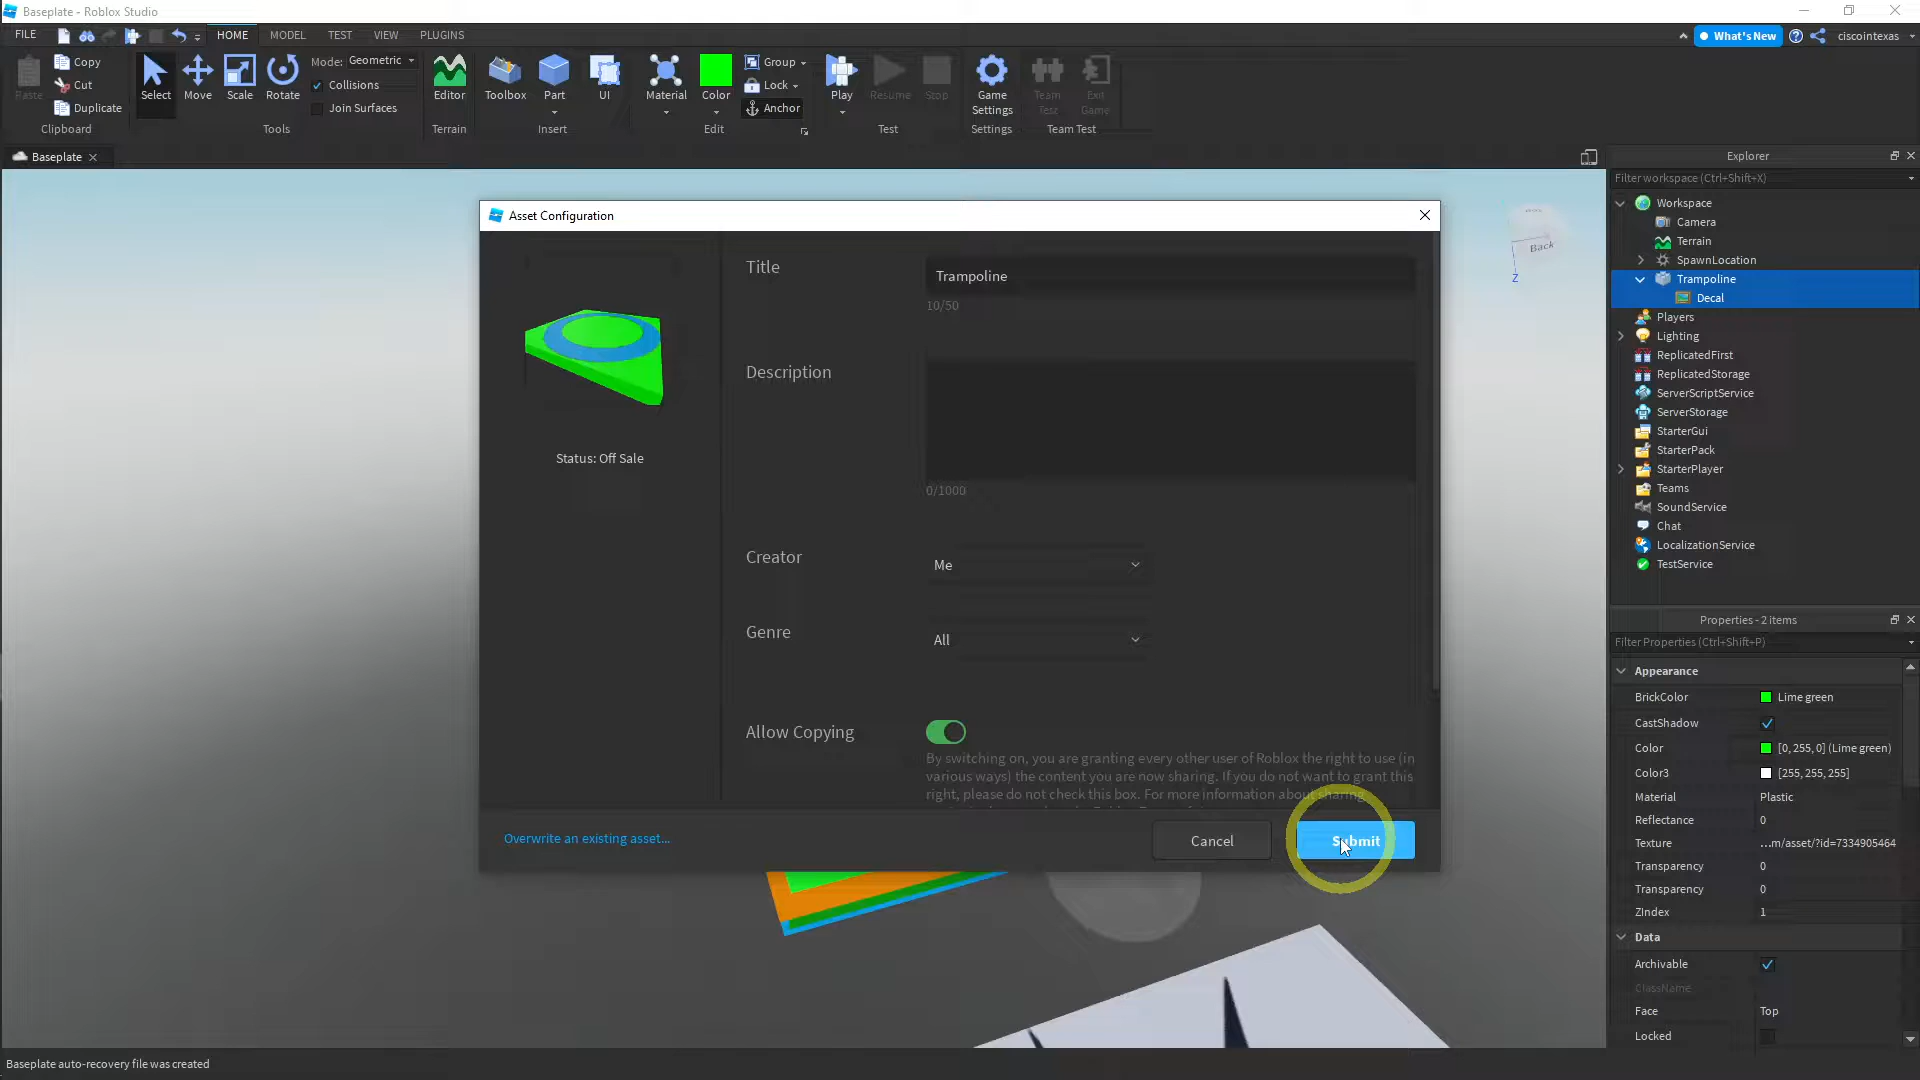 Baseplate - Roblox Studio
FILE HOME MODEL TEST VIEW PLUGINS What's New ciscointexas
Paste Copy Cut Duplicate Clipboard
Select Move Scale Rotate Mode: Geometric Collisions Join Surfaces Tools
Editor Terrain
Toolbox Part UI Insert
Material Color Group Lock Anchor Edit
Play Resume Stop Test
Game Settings Settings
Team Test Exit Game Team Test
Baseplate
Asset Configuration
Title
Trampoline
10/50
Description
0/1000
Status: Off Sale
Creator
Me
Genre
All
Allow Copying
By switching on, you are granting every other user of Roblox the right to use (in
various ways) the content you are now sharing. If you do not want to grant this
right, please do not check this box. For more information about sharing
Overwrite an existing asset...
Cancel
Submit
Back
Z
Explorer
Filter workspace (Ctrl+Shift+X)
Workspace
Camera
Terrain
SpawnLocation
Trampoline
Decal
Players
Lighting
ReplicatedFirst
ReplicatedStorage
ServerScriptService
ServerStorage
StarterGui
StarterPack
StarterPlayer
Teams
SoundService
Chat
LocalizationService
TestService
Properties - 2 items
Filter Properties (Ctrl+Shift+P)
Appearance
BrickColor Lime green
CastShadow
Color [0, 255, 0] (Lime green)
Color3 [255, 255, 255]
Material Plastic
Reflectance 0
Texture ...m/asset/?id=7334905464
Transparency 0
Transparency 0
ZIndex 1
Data
Archivable
ClassName
Face Top
Locked
Baseplate auto-recovery file was created